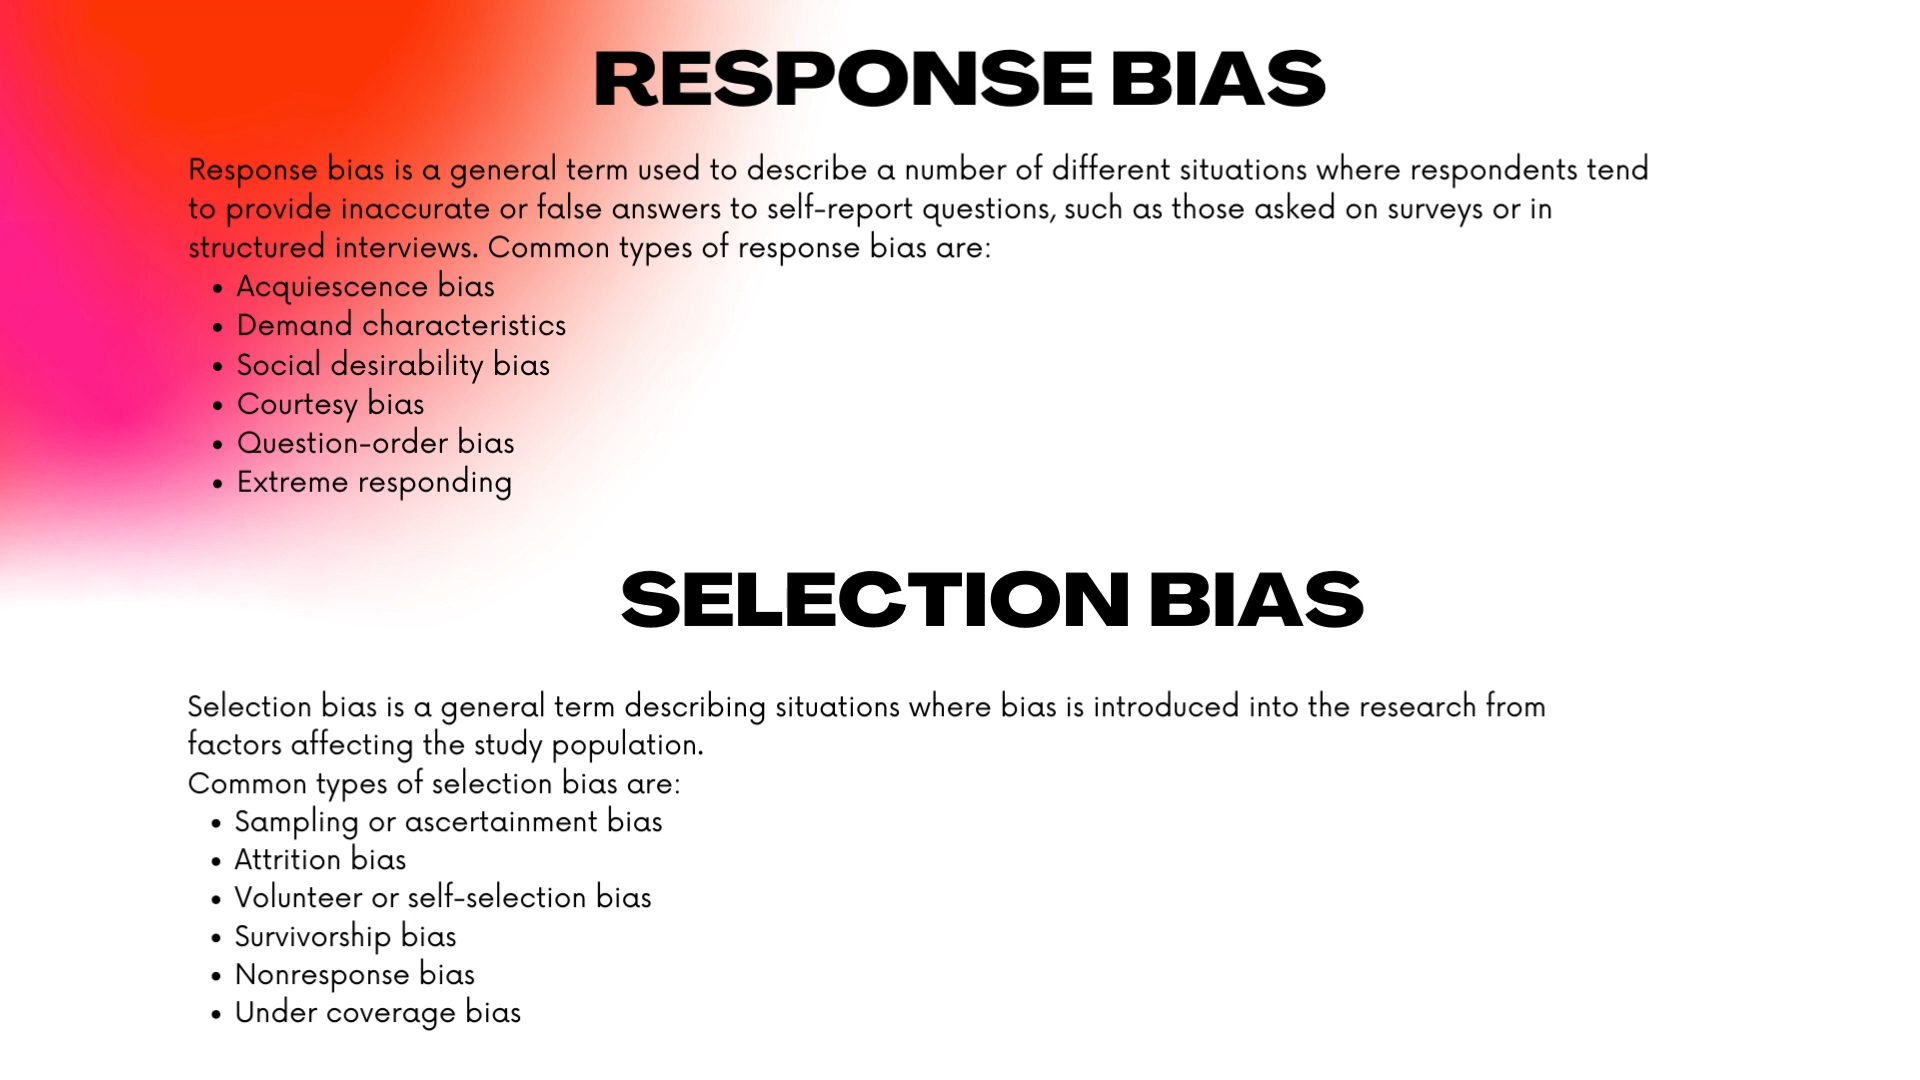 RESPONSE BIAS
Response bias is a general term used to describe a number of different situations where respondents tend
to provide inaccurate or false answers to self-report questions, such as those asked on surveys or in
structured interviews. Common types of response bias are:
• Acquiescence bias
• Demand characteristics
• Social desirability bias
• Courtesy bias
• Question-order bias
• Extreme responding
SELECTION BIAS
Selection bias is a general term describing situations where bias is introduced into the research from
factors affecting the study population.
Common types of selection bias are:
• Sampling or ascertainment bias
• Attrition bias
• Volunteer or self-selection bias
• Survivorship bias
• Nonresponse bias
• Under coverage bias